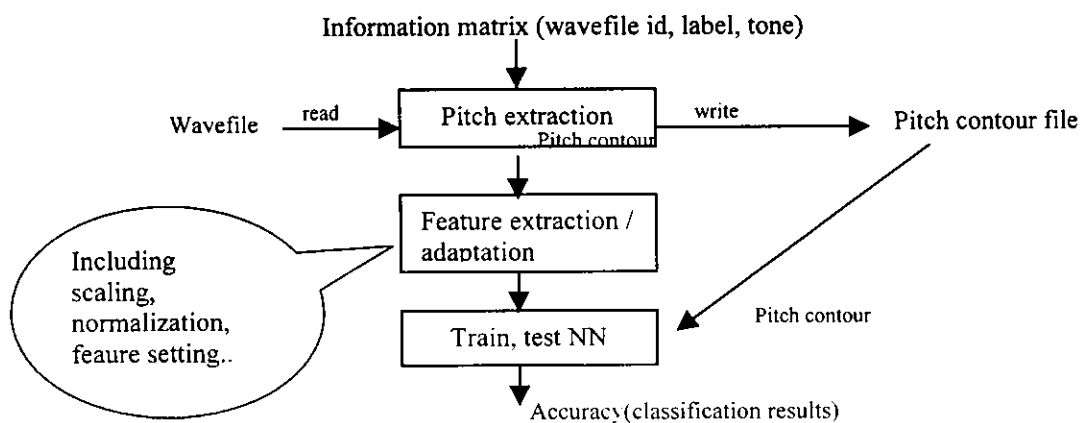 Information matrix (wavefile id, label, tone)
Wavefile
read
Pitch extraction
write
Pitch contour file
Pitch contour
Feature extraction /
adaptation
Including
scaling,
normalization,
feaure setting..
Train, test NN
Pitch contour
Accuracy(classification results)